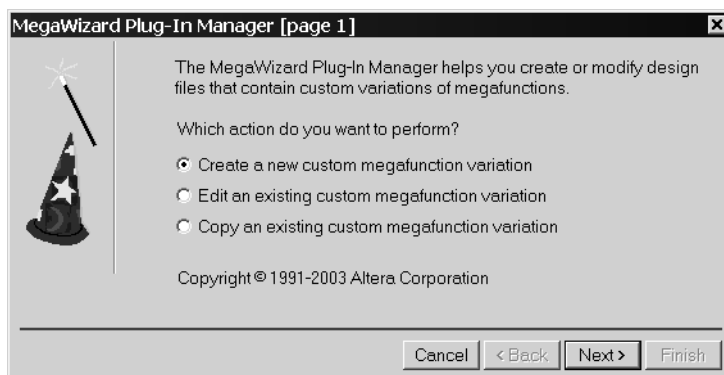 MegaWizard Plug-In Manager [page 1]
The MegaWizard Plug-In Manager helps you create or modify design
files that contain custom variations of megafunctions.
Which action do you want to perform?
Create a new custom megafunction variation
Edit an existing custom megafunction variation
Copy an existing custom megafunction variation
Copyright © 1991-2003 Altera Corporation
Cancel < Back Next > Finish